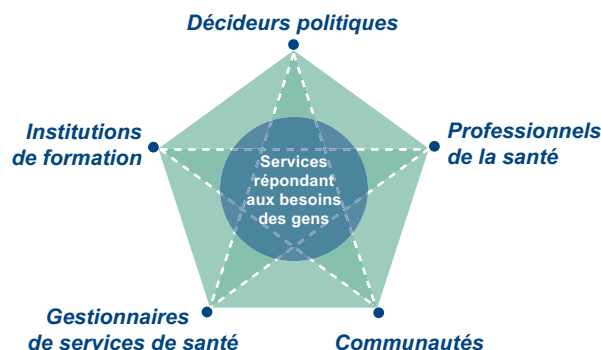 Décideurs politiques
Institutions
de formation
Professionnels
de la santé
Services
répondant
aux besoins
des gens
Gestionnaires
de services de santé
Communautés